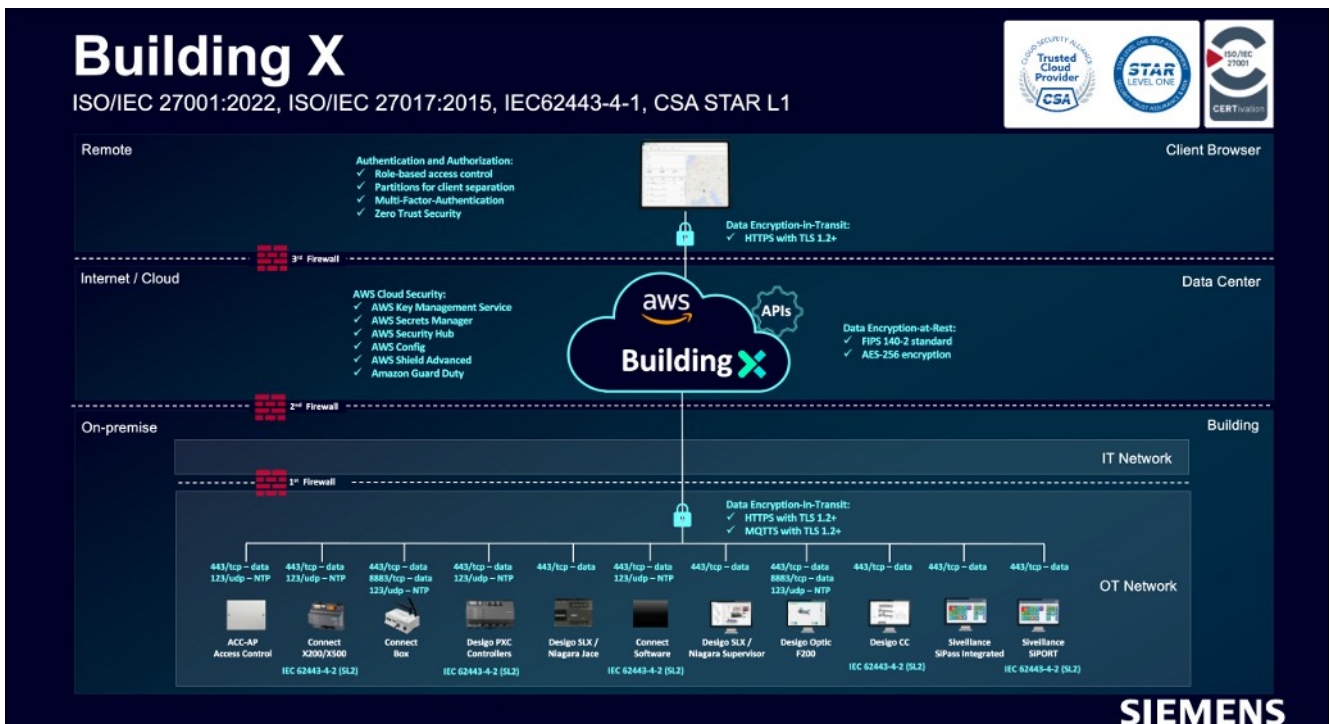 Building X
ISO/IEC 27001:2022, ISO/IEC 27017:2015, IEC62443-4-1, CSA STAR L1
CLOUD SECURITY ALLIANCE
Trusted
Cloud
Provider
CSA
STAR
LEVEL ONE
ISO/IEC
27001
CERTivation
Remote
Client Browser
Authentication and Authorization:
✓ Role-based access control
✓ Partitions for client separation
✓ Multi-Factor-Authentication
✓ Zero Trust Security
Data Encryption-in-Transit:
✓ HTTPS with TLS 1.2+
3rd Firewall
Internet / Cloud
Data Center
AWS Cloud Security:
✓ AWS Key Management Service
✓ AWS Secrets Manager
✓ AWS Security Hub
✓ AWS Config
✓ AWS Shield Advanced
✓ Amazon Guard Duty
aws
APIs
Building X
Data Encryption-at-Rest:
✓ FIPS 140-2 standard
✓ AES-256 encryption
2nd Firewall
On-premise
Building
IT Network
1st Firewall
Data Encryption-in-Transit:
✓ HTTPS with TLS 1.2+
✓ MQTTS with TLS 1.2+
OT Network
443/tcp – data
123/udp – NTP
ACC-AP
Access Control
443/tcp – data
123/udp – NTP
Connect
X200/X500
IEC 62443-4-2 (SL2)
443/tcp – data
8883/tcp – data
123/udp – NTP
Connect
Box
443/tcp – data
123/udp – NTP
Desigo PXC
Controllers
IEC 62443-4-2 (SL2)
443/tcp – data
Desigo SLX /
Niagara Jace
443/tcp – data
123/udp – NTP
Connect
Software
IEC 62443-4-2 (SL2)
443/tcp – data
Desigo SLX /
Niagara Supervisor
443/tcp – data
8883/tcp – data
123/udp – NTP
Desigo Optic
F200
443/tcp – data
Desigo CC
IEC 62443-4-2 (SL2)
443/tcp – data
Siveillance
SiPass Integrated
443/tcp – data
Siveillance
SiPORT
IEC 62443-4-2 (SL2)
SIEMENS